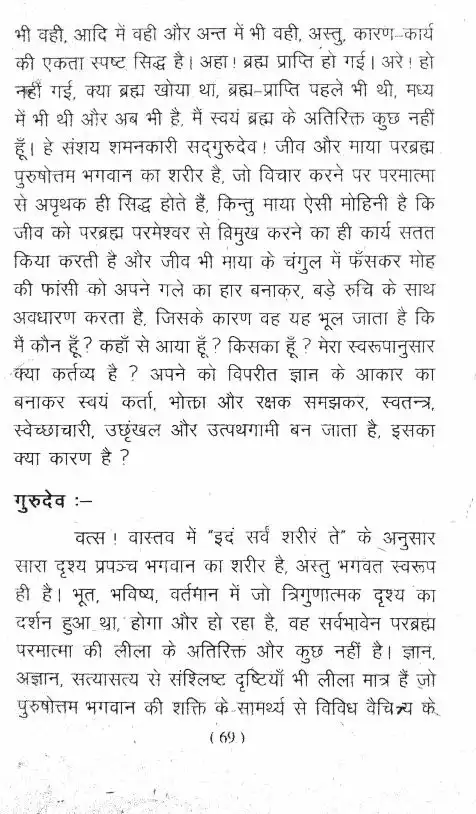 भी वही, आदि में वही और अन्त में भी वही, अस्तु, कारण-कार्य
की एकता स्पष्ट सिद्ध है। अहा! ब्रह्म प्राप्ति हो गई। अरे! हो
नहीं गई, क्या ब्रह्म खोया था, ब्रह्म-प्राप्ति पहले भी थी, मध्य
में भी थी और अब भी है, मैं स्वयं ब्रह्म के अतिरिक्त कुछ नहीं
हूँ। हे संशय शमनकारी सद्गुरुदेव! जीव और माया परब्रह्म
पुरुषोत्तम भगवान का शरीर है, जो विचार करने पर परमात्मा
से अपृथक ही सिद्ध होते हैं, किन्तु माया ऐसी मोहिनी है कि
जीव को परब्रह्म परमेश्वर से विमुख करने का ही कार्य सतत
किया करती है और जीव भी माया के चंगुल में फँसकर मोह
की फांसी को अपने गले का हार बनाकर, बड़े रुचि के साथ
अवधारण करता है, जिसके कारण वह यह भूल जाता है कि
मैं कौन हूँ? कहाँ से आया हूँ? किसका हूँ? मेरा स्वरूपानुसार
क्या कर्तव्य है ? अपने को विपरीत ज्ञान के आकार का
बनाकर स्वयं कर्ता, भोक्ता और रक्षक समझकर, स्वतन्त्र,
स्वेच्छाचारी, उछृंखल और उत्पथगामी बन जाता है, इसका
क्या कारण है ?
गुरुदेव :–
वत्स! वास्तव में "इदं सर्वं शरीरं ते" के अनुसार
सारा दृश्य प्रपञ्च भगवान का शरीर है, अस्तु भगवत स्वरूप
ही है। भूत, भविष्य, वर्तमान में जो त्रिगुणात्मक दृश्य का
दर्शन हुआ था, होगा और हो रहा है, वह सर्वभावेन परब्रह्म
परमात्मा की लीला के अतिरिक्त और कुछ नहीं है। ज्ञान,
अज्ञान, सत्यासत्य से संश्लिष्ट दृष्टियाँ भी लीला मात्र हैं जो
पुरुषोत्तम भगवान की शक्ति के सामर्थ्य से विविध वैचित्र्य के
(69)